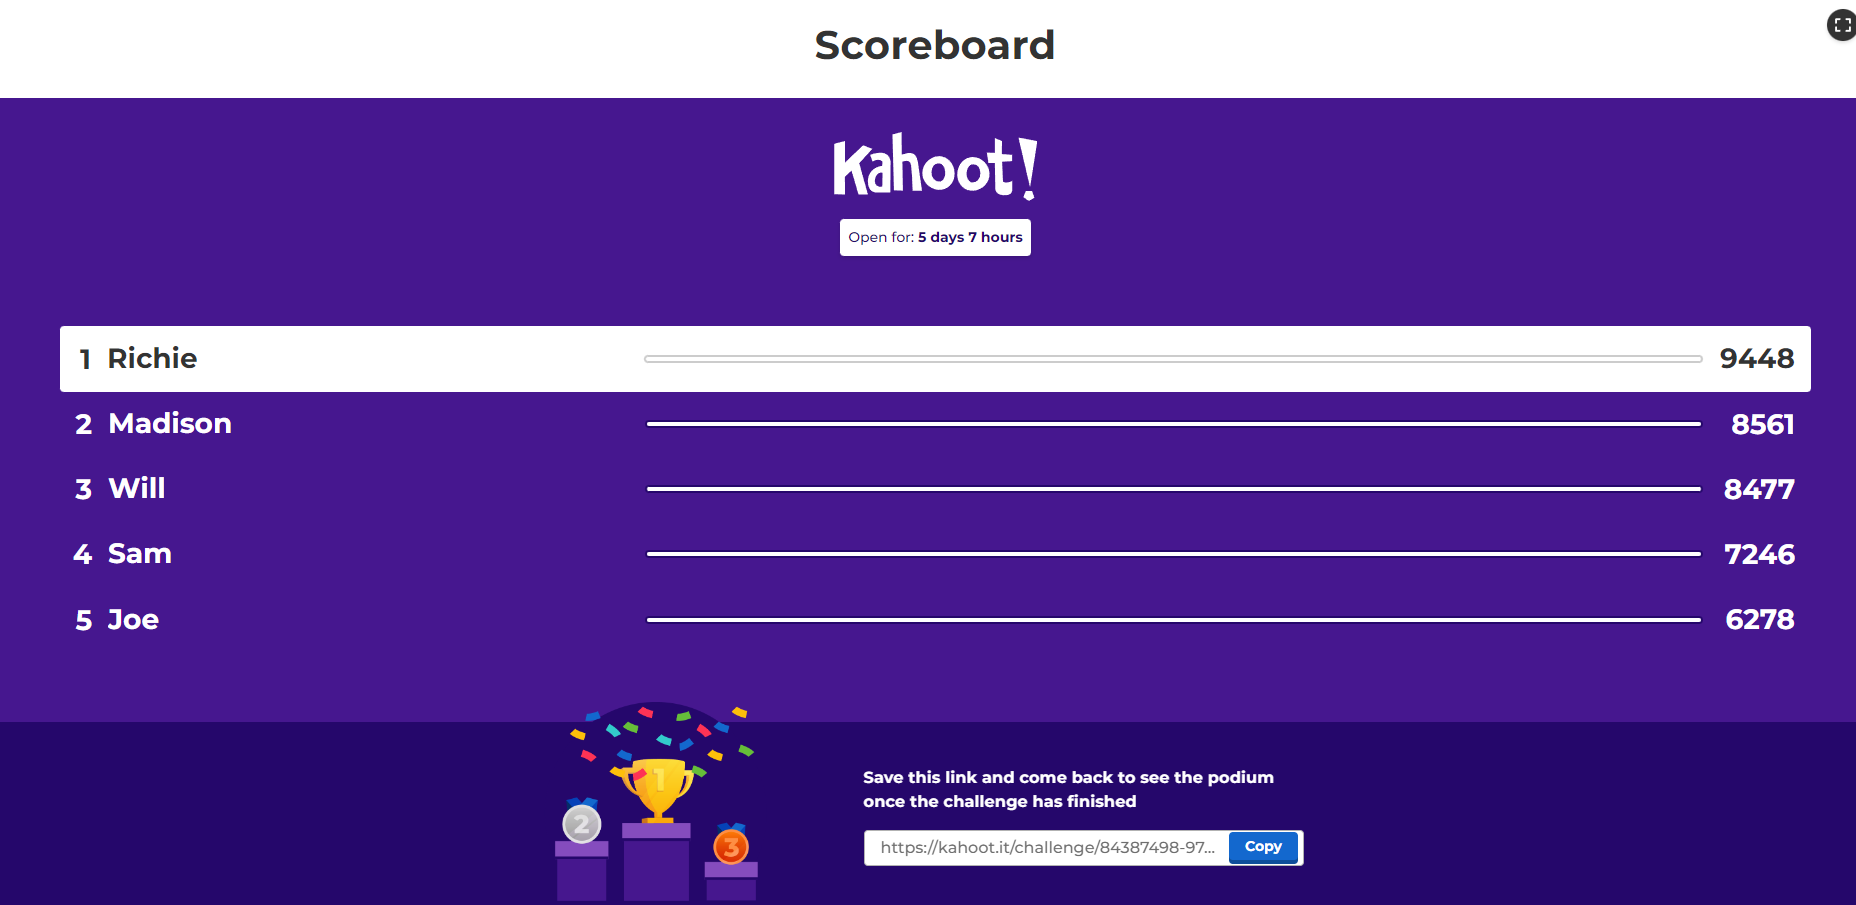 Scoreboard
Kahoot!
Open for: 5 days 7 hours
1 Richie 9448
2 Madison 8561
3 Will 8477
4 Sam 7246
5 Joe 6278
1
2
3
Save this link and come back to see the podium
once the challenge has finished
https://kahoot.it/challenge/84387498-97... Copy